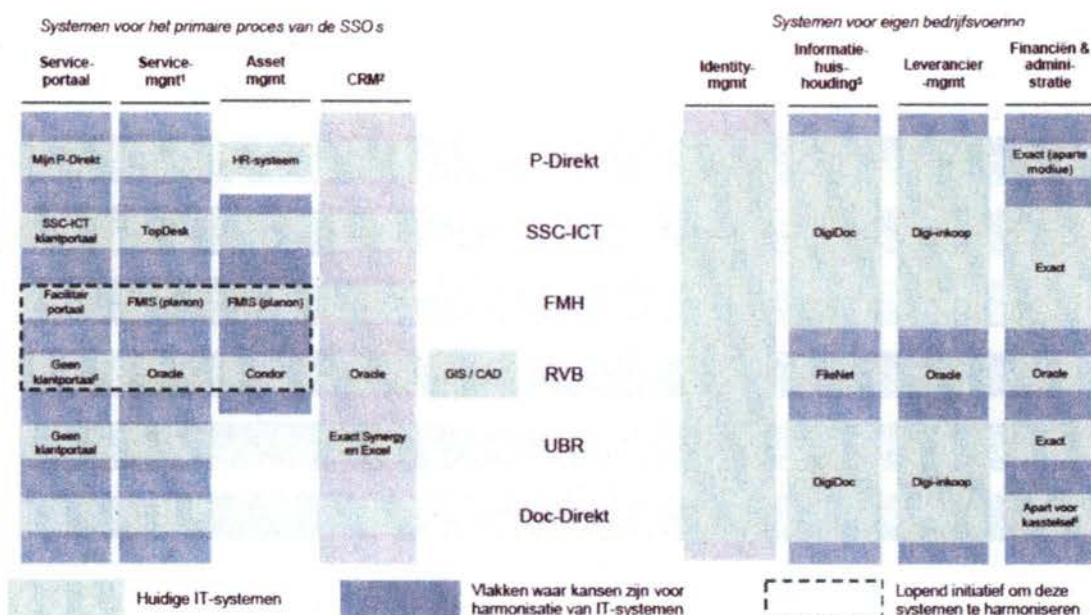 Systemen voor het primaire proces van de SSO's
Systemen voor eigen bedrijfsvoering
Service-
portaal
Service-
mgnt¹
Asset
mgmt
CRM²
Identity-
mgmt
Informatie-
huis-
houding⁵
Leverancier
-mgmt
Financiën &
admini-
stratie
Mijn P-Direkt
HR-systeem
P-Direkt
Exact (aparte
modlue)
SSC-ICT
klantportaal
TopDesk
SSC-ICT
DigiDoc
Digi-inkoop
Exact
Facilitair
portaal
FMIS (planon)
FMIS (planon)
FMH
Geen
klantportaal
Oracle
Condor
Oracle
GIS / CAD
RVB
FileNet
Oracle
Oracle
Geen
klantportaal
Exact Synergy
en Excel
UBR
DigiDoc
Digi-inkoop
Exact
Doc-Direkt
Apart voor
kasstelsel
Huidige IT-systemen
Vlakken waar kansen zijn voor
harmonisatie van IT-systemen
Lopend initiatief om deze
systemen te harmoniseren